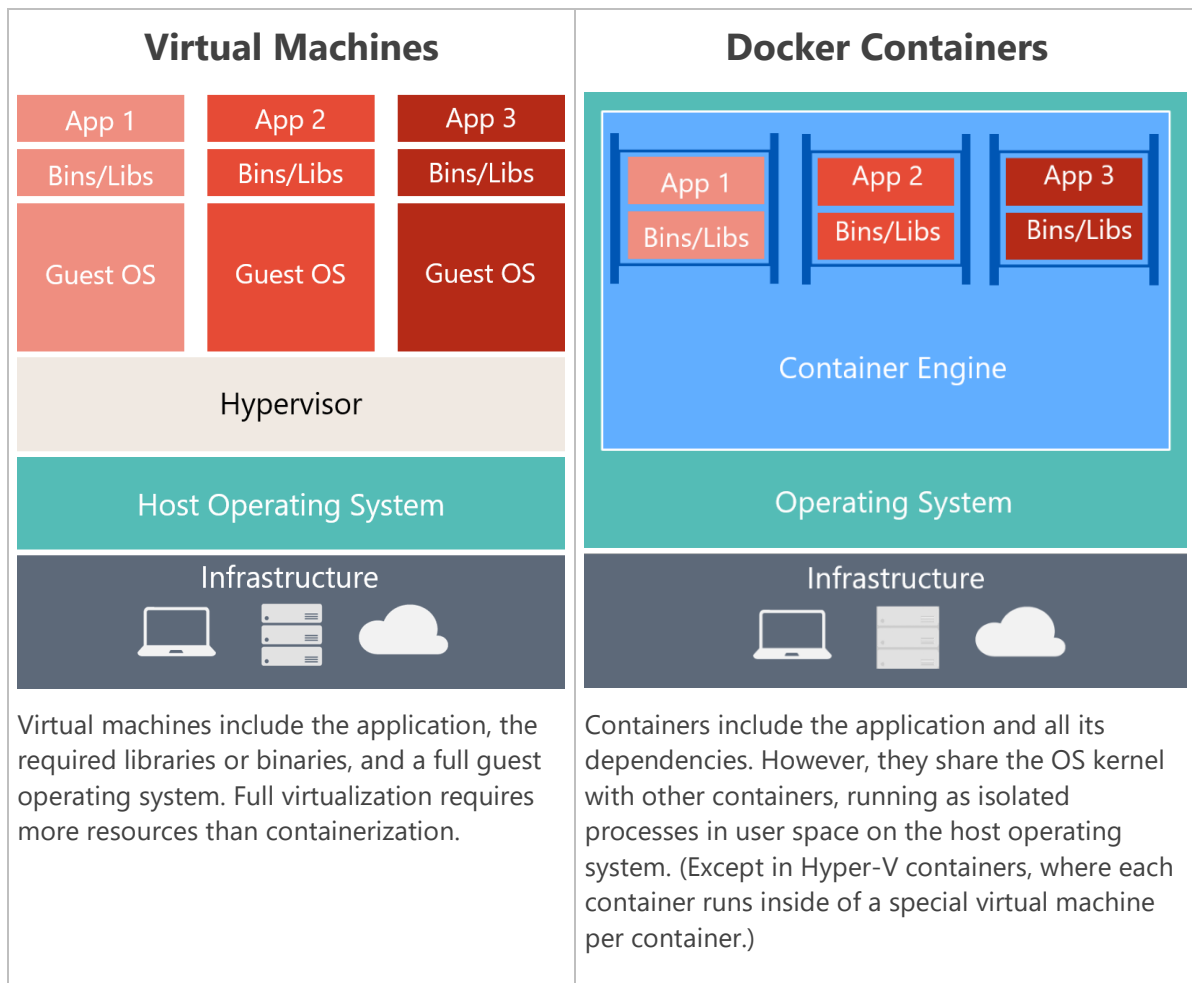 Virtual Machines
App 1
App 2
App 3
Bins/Libs
Bins/Libs
Bins/Libs
Guest OS
Guest OS
Guest OS
Hypervisor
Host Operating System
Infrastructure
Virtual machines include the application, the
required libraries or binaries, and a full guest
operating system. Full virtualization requires
more resources than containerization.
Docker Containers
App 1
App 2
App 3
Bins/Libs
Bins/Libs
Bins/Libs
Container Engine
Operating System
Infrastructure
Containers include the application and all its
dependencies. However, they share the OS kernel
with other containers, running as isolated
processes in user space on the host operating
system. (Except in Hyper-V containers, where each
container runs inside of a special virtual machine
per container.)